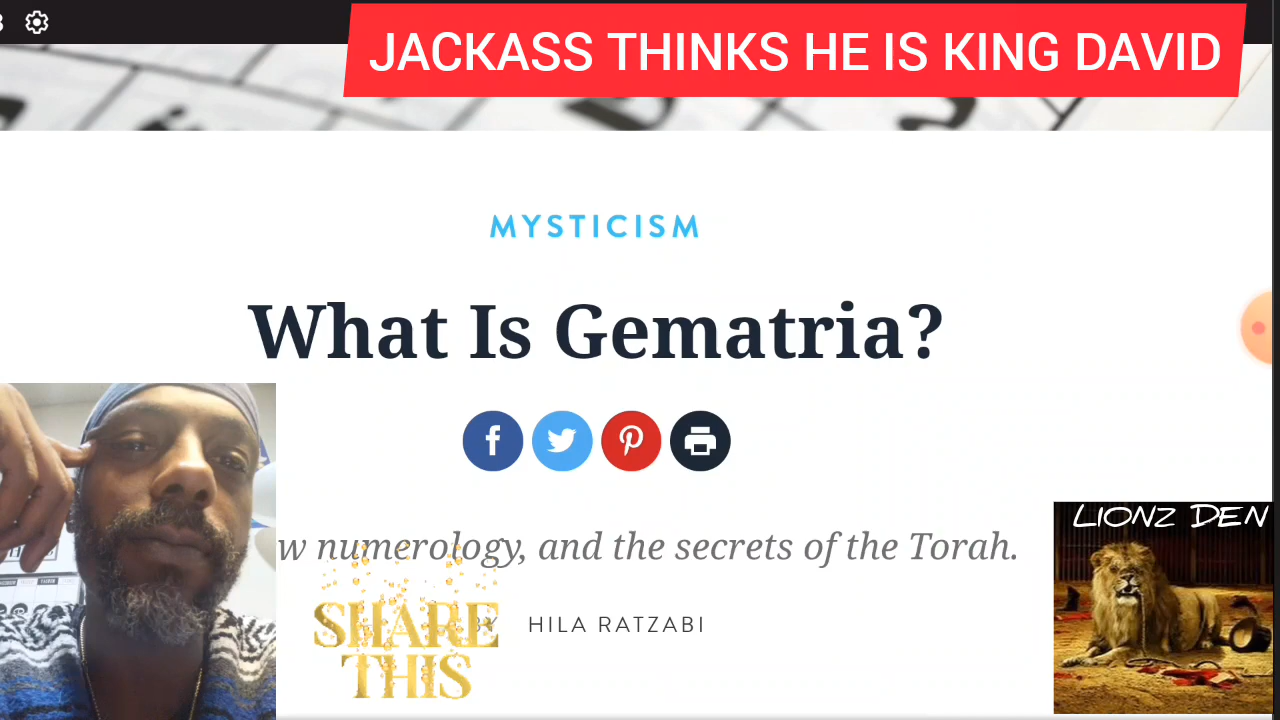 JACKASS THINKS HE IS KING DAVID
MYSTICISM
What Is Gematria?
LIONZ DEN
w numerology, and the secrets of the Torah.
SHARE
THIS
BY HILA RATZABI